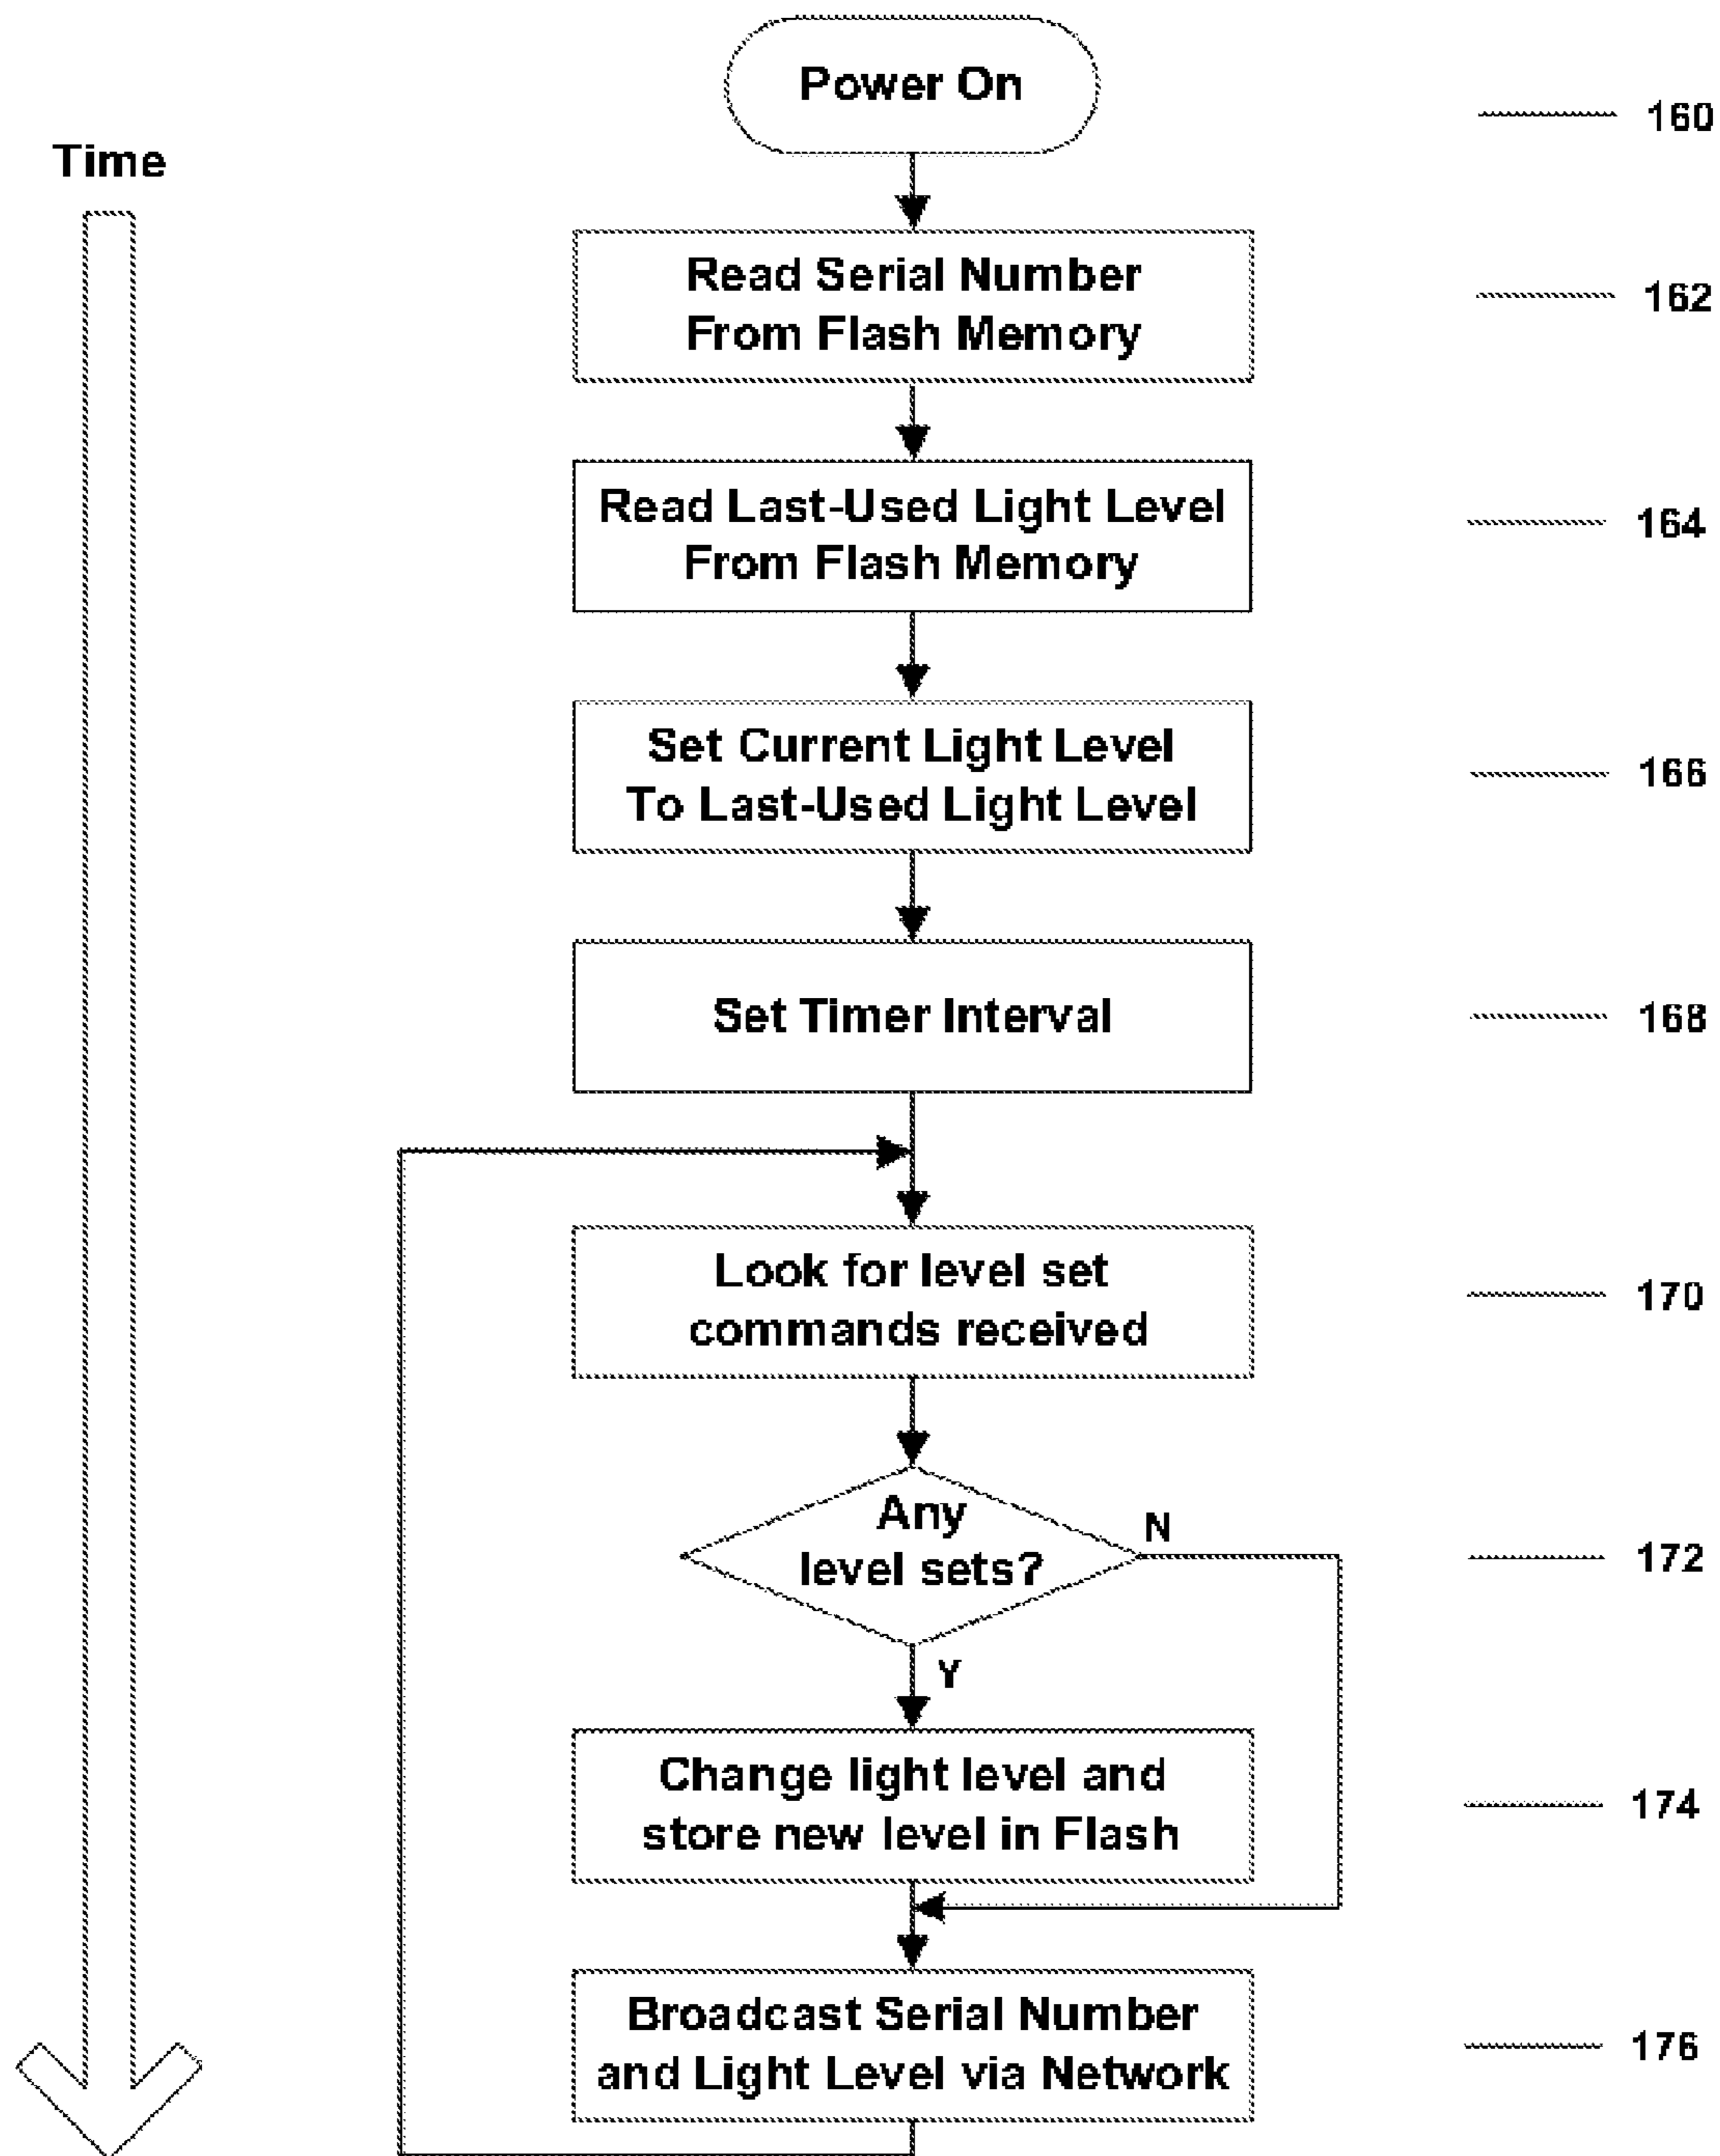 Power On
160
Time
Read Serial Number
From Flash Memory
162
Read Last-Used Light Level
From Flash Memory
164
Set Current Light Level
To Last-Used Light Level
166
Set Timer Interval
168
Look for level set
commands received
170
Any
level sets?
N
172
Y
Change light level and
store new level in Flash
174
Broadcast Serial Number
and Light Level via Network
176